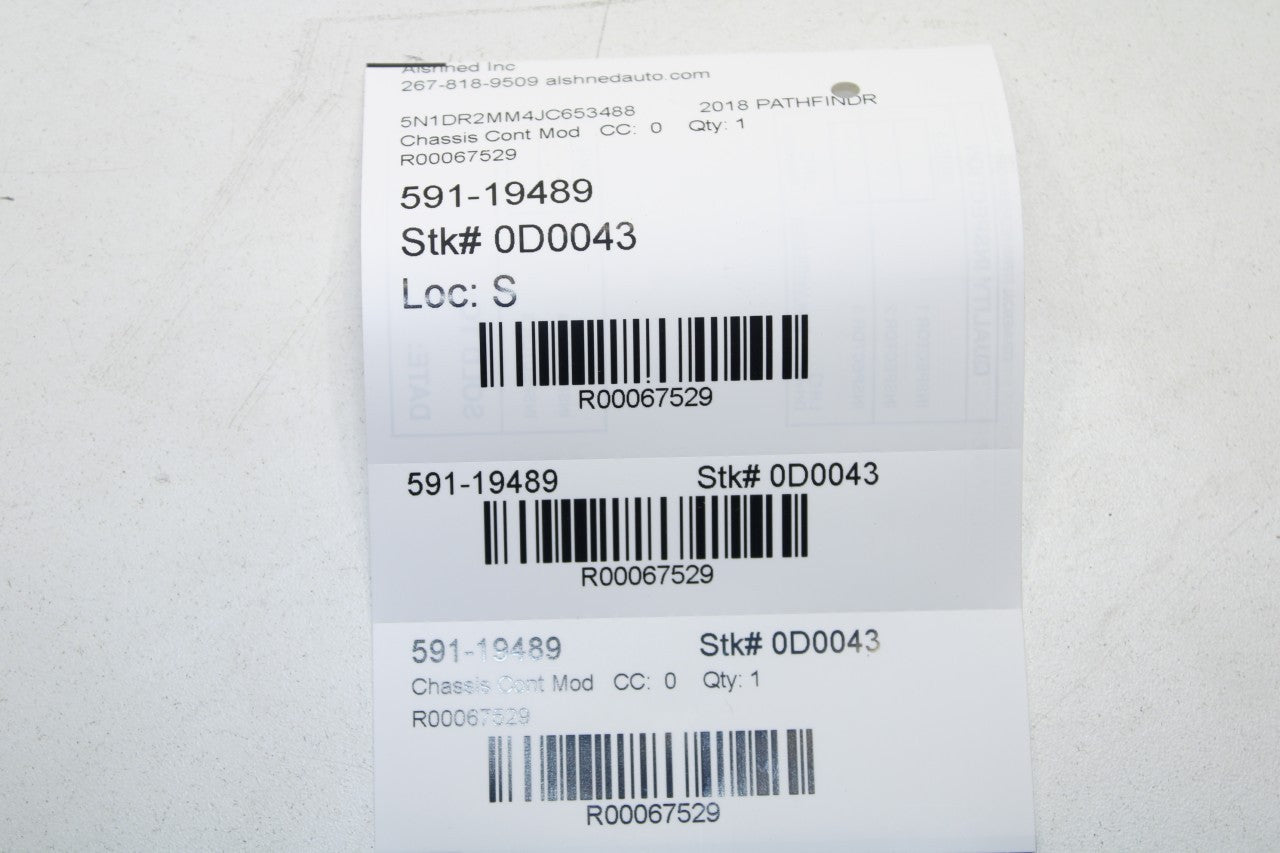 Alshned Inc
267-818-9509 alshnedauto.com
5N1DR2MM4JC653488 2018 PATHFINDR
Chassis Cont Mod CC: 0 Qty: 1
R00067529
591-19489
Stk# 0D0043
Loc: S
R00067529
591-19489 Stk# 0D0043
R00067529
591-19489 Stk# 0D0043
Chassis Cont Mod CC: 0 Qty: 1
R00067529
R00067529